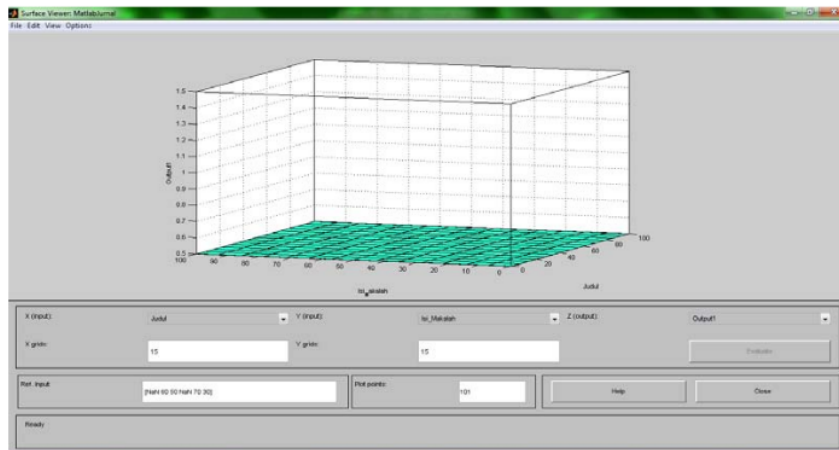 Surface Viewer: MatlabJurnal
File Edit View Options
1.5
1.4
1.3
1.2
1.1
1
0.9
0.8
0.7
0.6
0.5
Output1
100 90 80 70 60 50 40 30 20 10 0
0 20 40 60 80 100
Judul
X (input): Judul Y (input): Isi_Makalah Z (output): Output1
X grids: 15 Y grids: 15 Evaluate
Ref. Input: [NaN 60 90 NaN 70 30] Plot points: 101 Help Close
Ready